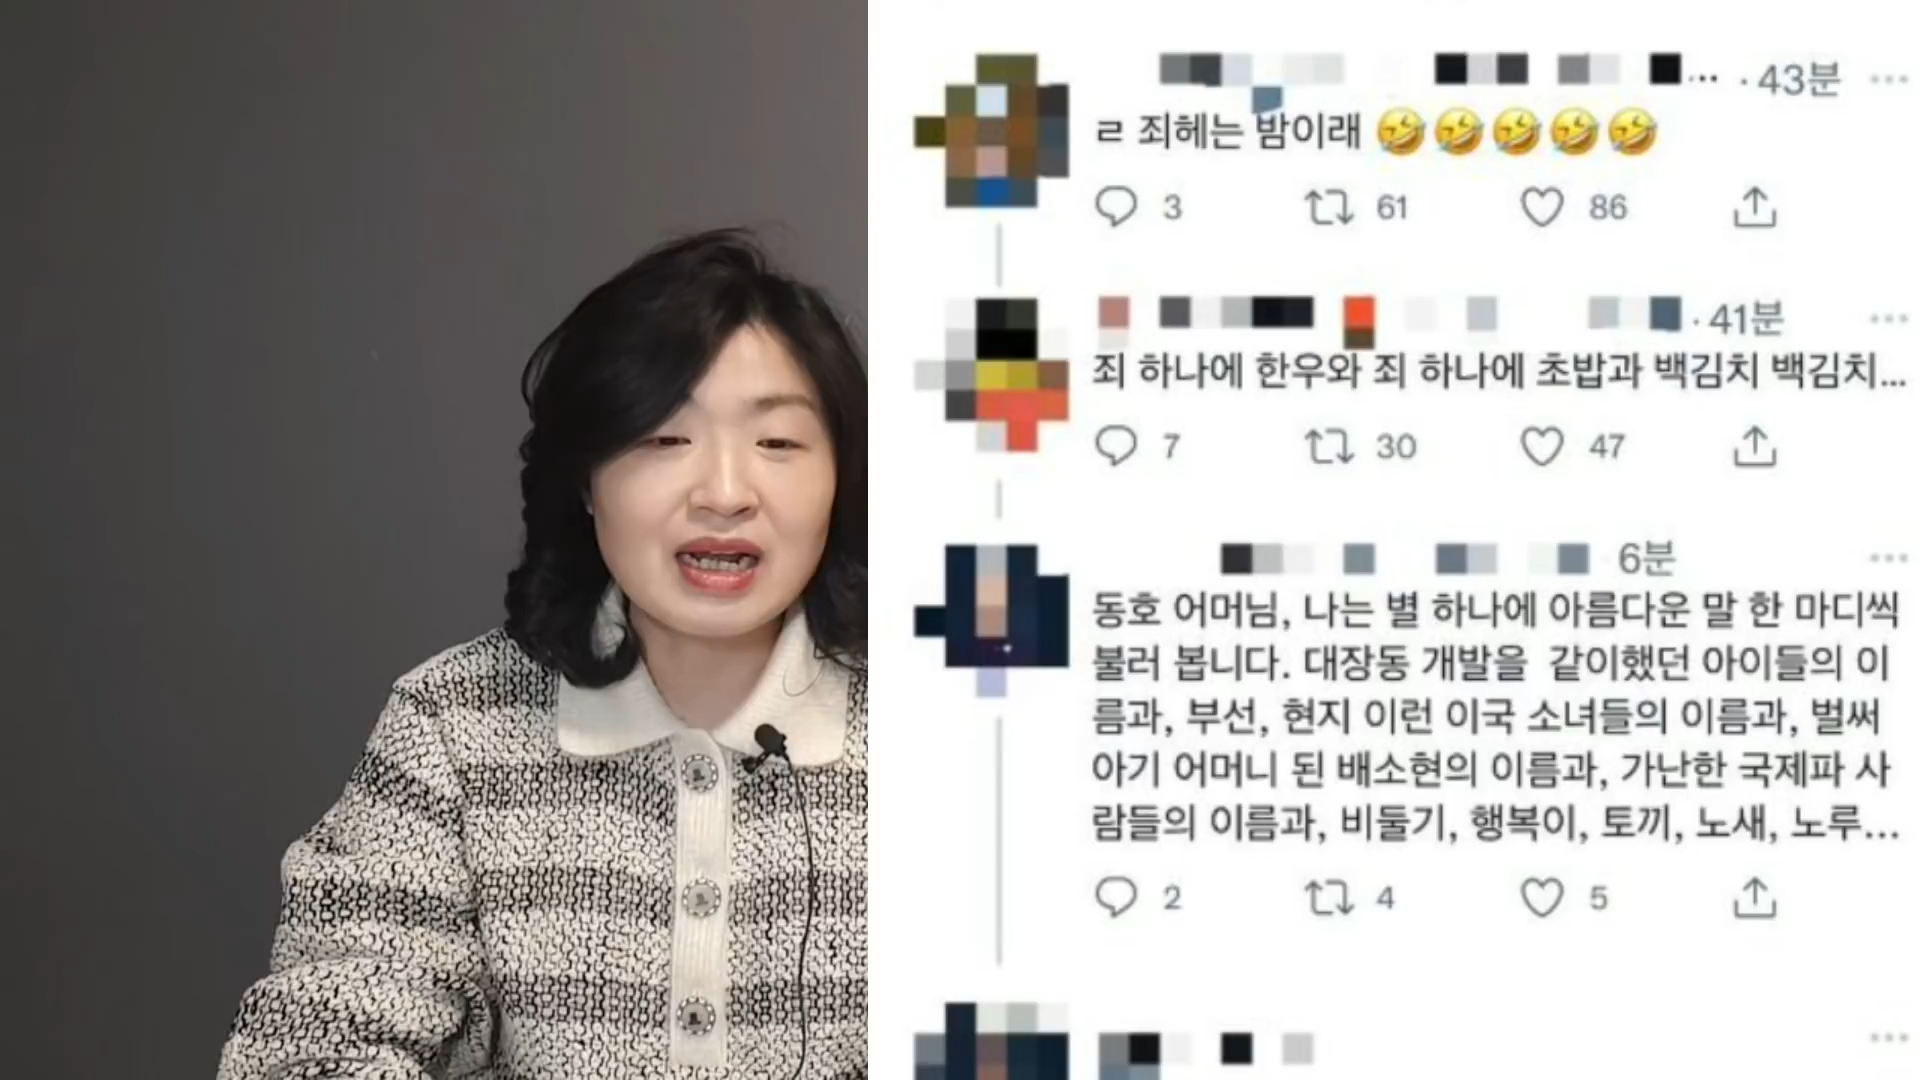 · 43분
ㄹ 죄헤는 밤이래 🤣🤣🤣🤣🤣
3 61 86
· 41분
죄 하나에 한우와 죄 하나에 초밥과 백김치 백김치...
7 30 47
6분
동호 어머님, 나는 별 하나에 아름다운 말 한 마디씩
불러 봅니다. 대장동 개발을 같이했던 아이들의 이
름과, 부선, 현지 이런 이국 소녀들의 이름과, 벌써
아기 어머니 된 배소현의 이름과, 가난한 국제파 사
람들의 이름과, 비둘기, 행복이, 토끼, 노새, 노루...
2 4 5